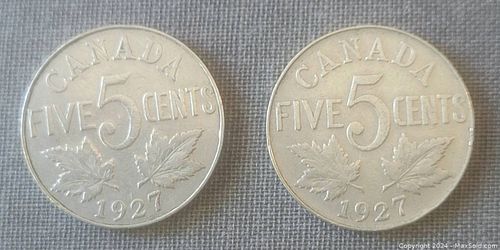 CANADA
FIVE 5 CENTS
1927
CANADA
FIVE 5 CENTS
1927
Copyright 2024 - MaxSold.com